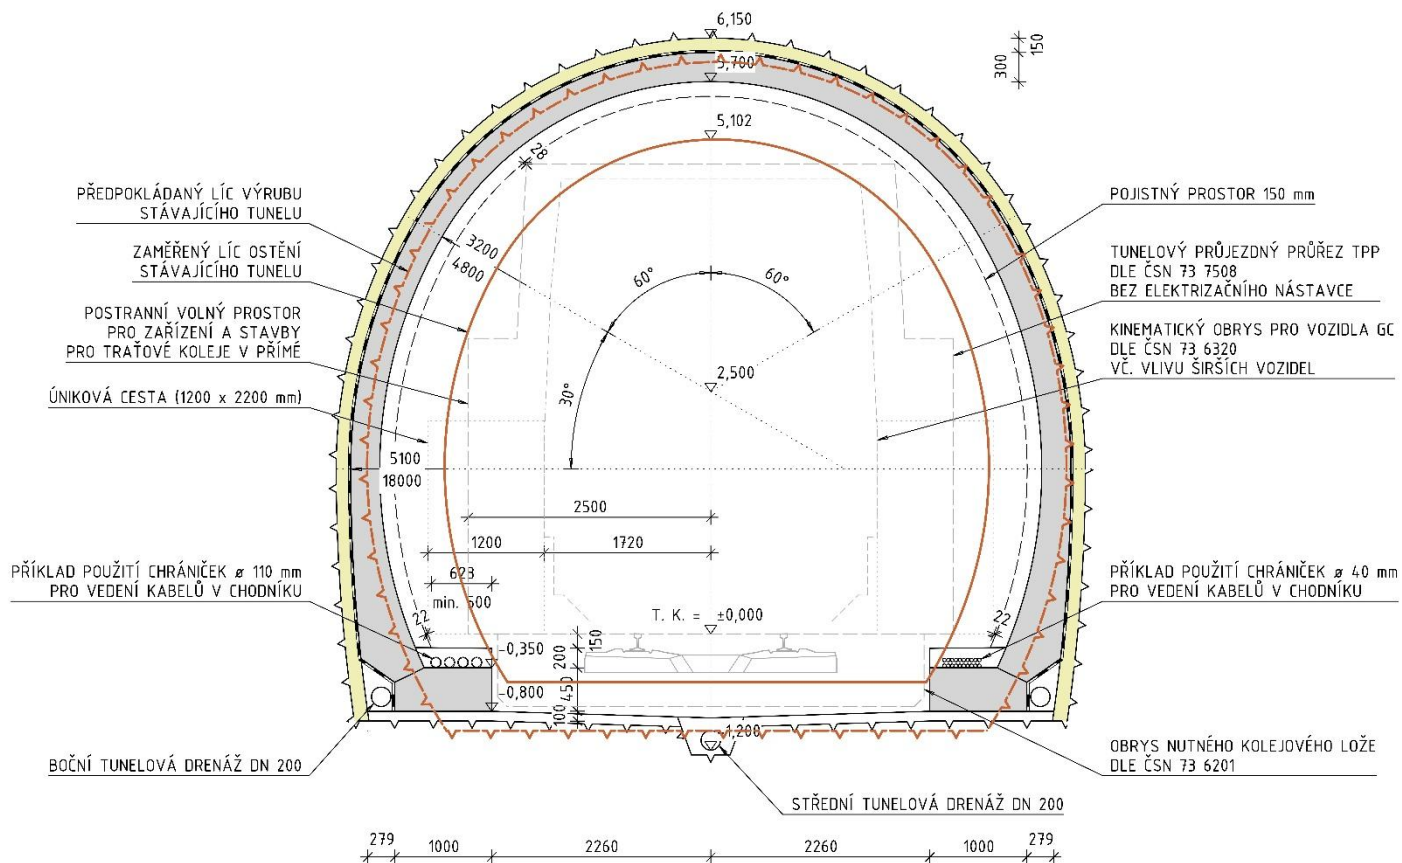 6,150
150
300
5,700
5,102
28
PŘEDPOKLÁDANÝ LÍC VÝRUBU
STÁVAJÍCÍHO TUNELU
POJISTNÝ PROSTOR 150 mm
ZAMĚŘENÝ LÍC OSTĚNÍ
STÁVAJÍCÍHO TUNELU
3200
4800
60°
60°
TUNELOVÝ PRŮJEZDNÝ PRŮŘEZ TPP
DLE ČSN 73 7508
BEZ ELEKTRIZAČNÍHO NÁSTAVCE
POSTRANNÍ VOLNÝ PROSTOR
PRO ZAŘÍZENÍ A STAVBY
PRO TRAŤOVÉ KOLEJE V PŘÍMÉ
KINEMATICKÝ OBRYS PRO VOZIDLA GC
DLE ČSN 73 6320
VČ. VLIVU ŠIRŠÍCH VOZIDEL
2,500
30°
ÚNIKOVÁ CESTA (1200 x 2200 mm)
5100
18000
2500
1200
1720
PŘÍKLAD POUŽITÍ CHRÁNIČEK ø 110 mm
PRO VEDENÍ KABELŮ V CHODNÍKU
623
min. 500
PŘÍKLAD POUŽITÍ CHRÁNIČEK ø 40 mm
PRO VEDENÍ KABELŮ V CHODNÍKU
T. K. = ±0,000
22
22
-0,350
150
200
-0,800
450
100
-1,200
BOČNÍ TUNELOVÁ DRENÁŽ DN 200
OBRYS NUTNÉHO KOLEJOVÉHO LOŽE
DLE ČSN 73 6201
STŘEDNÍ TUNELOVÁ DRENÁŽ DN 200
279
1000
2260
2260
1000
279